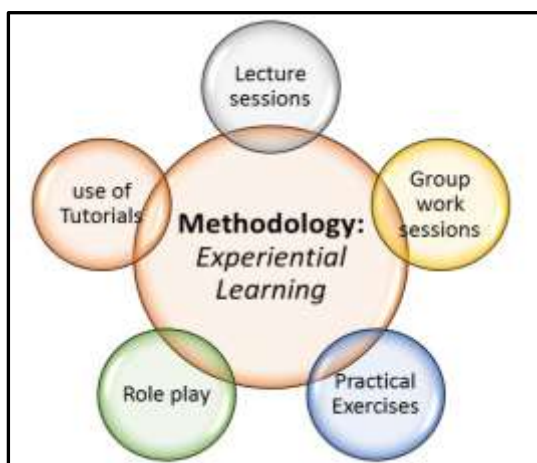 Lecture
sessions
use of
Tutorials
Group
work
sessions
Methodology:
Experiential
Learning
Role play
Practical
Exercises